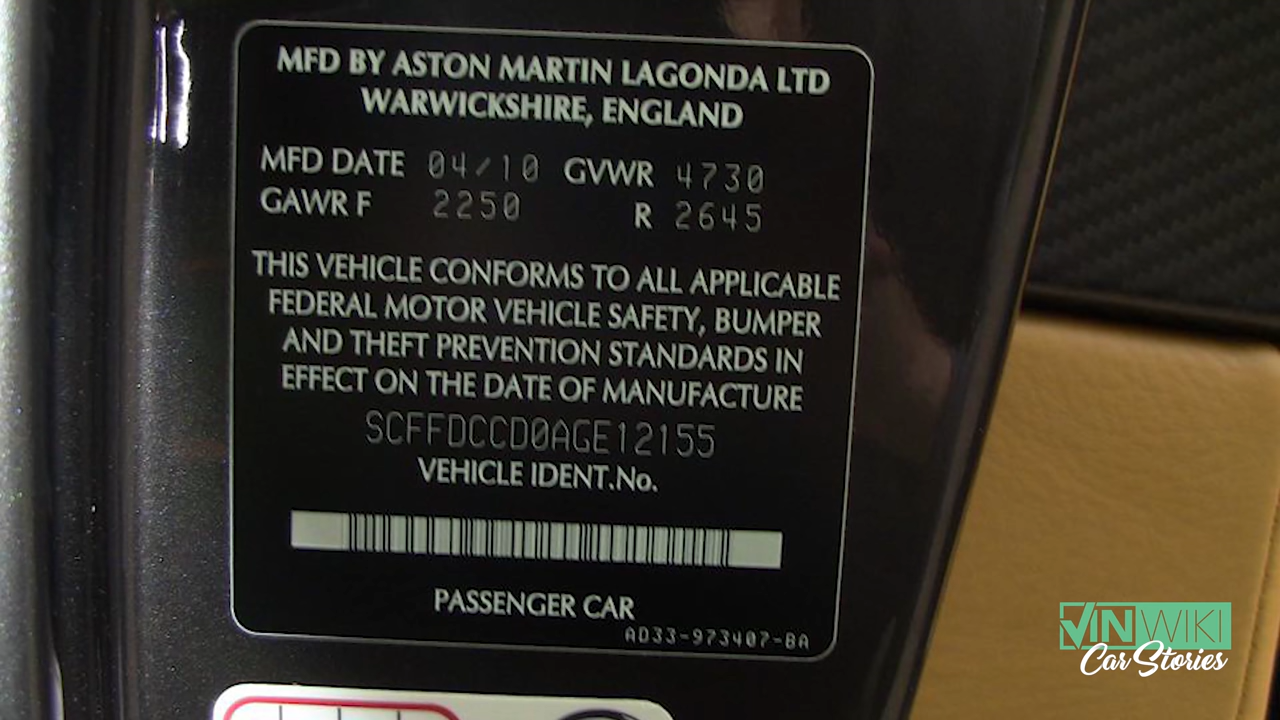 MFD BY ASTON MARTIN LAGONDA LTD
WARWICKSHIRE, ENGLAND
MFD DATE 04/10 GVWR 4730
GAWR F 2250 R 2645
THIS VEHICLE CONFORMS TO ALL APPLICABLE
FEDERAL MOTOR VEHICLE SAFETY, BUMPER
AND THEFT PREVENTION STANDARDS IN
EFFECT ON THE DATE OF MANUFACTURE
SCFFDCCD0AGE12155
VEHICLE IDENT.No.
PASSENGER CAR
AD33-973407-BA
VINWIKI
Car Stories